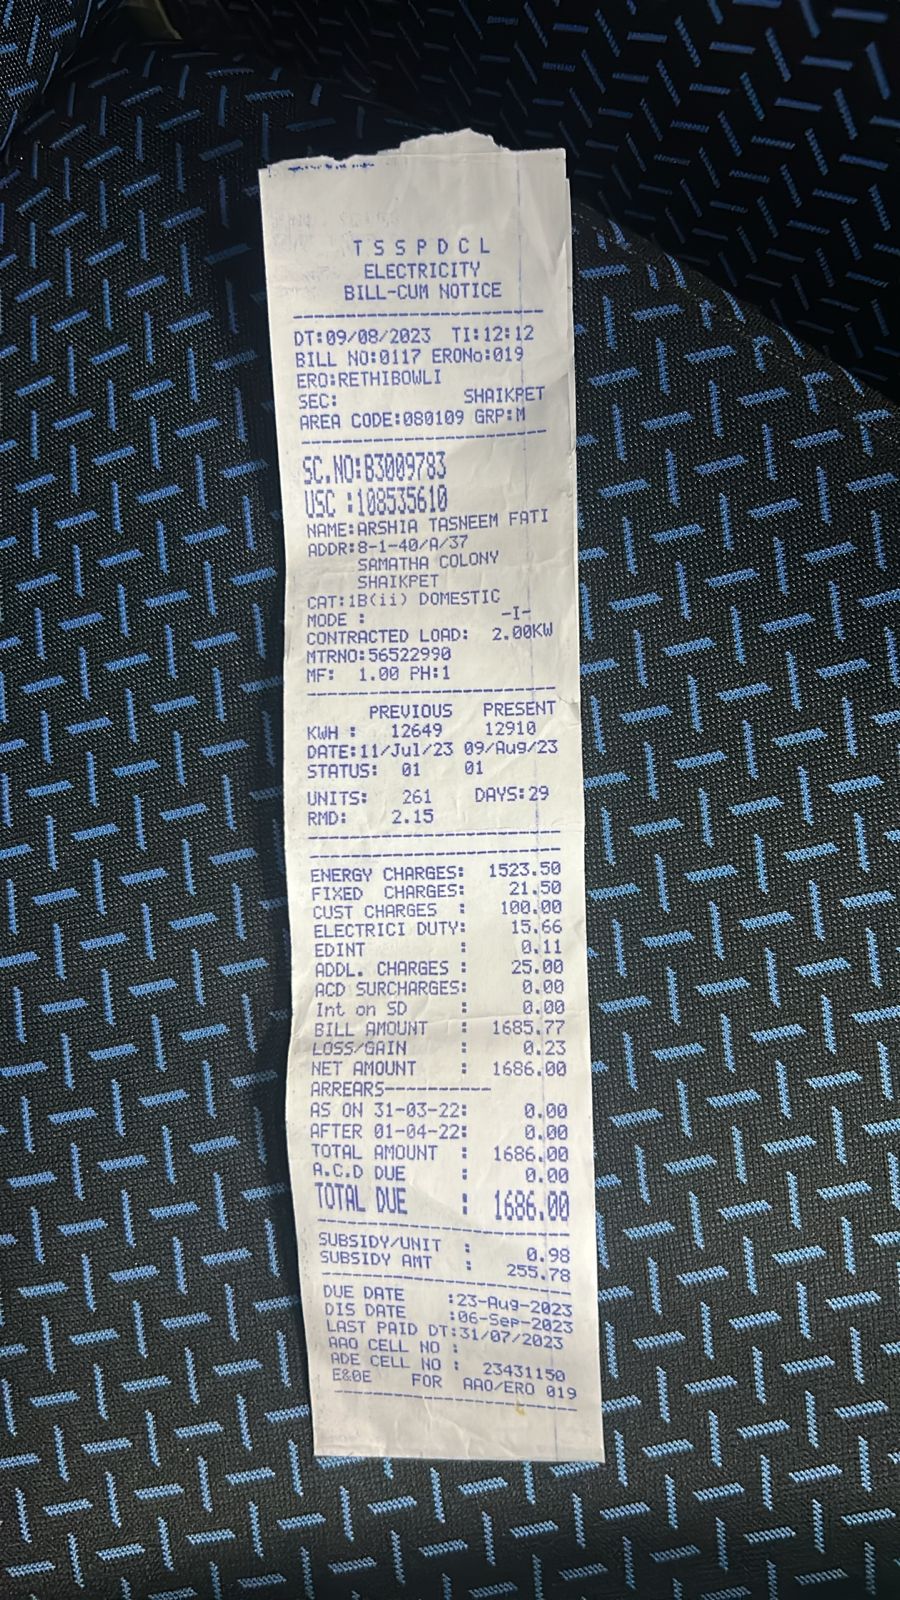 T S S P D C L
ELECTRICITY
BILL-CUM NOTICE
DT:09/08/2023 TI:12:12
BILL NO:0117 ERONo:019
ERO:RETHIBOWLI
SEC: SHAIKPET
AREA CODE:080109 GRP:M
SC.NO:B3009783
USC :108535610
NAME:ARSHIA TASNEEM FATI
ADDR:8-1-40/A/37
SAMATHA COLONY
SHAIKPET
CAT:1B(ii) DOMESTIC
MODE : -I-
CONTRACTED LOAD: 2.00KW
MTRNO:56522990
MF: 1.00 PH:1
PREVIOUS PRESENT
KWH : 12649 12910
DATE:11/Jul/23 09/Aug/23
STATUS: 01 01
UNITS: 261 DAYS:29
RMD: 2.15
ENERGY CHARGES: 1523.50
FIXED CHARGES: 21.50
CUST CHARGES : 100.00
ELECTRICI DUTY: 15.66
EDINT : 0.11
ADDL. CHARGES : 25.00
ACD SURCHARGES: 0.00
Int on SD : 0.00
BILL AMOUNT : 1685.77
LOSS/GAIN : 0.23
NET AMOUNT : 1686.00
ARREARS----------
AS ON 31-03-22: 0.00
AFTER 01-04-22: 0.00
TOTAL AMOUNT : 1686.00
A.C.D DUE : 0.00
TOTAL DUE : 1686.00
SUBSIDY/UNIT : 0.98
SUBSIDY AMT : 255.78
DUE DATE :23-Aug-2023
DIS DATE :06-Sep-2023
LAST PAID DT:31/07/2023
AAO CELL NO :
ADE CELL NO : 23431150
E&OE FOR AAO/ERO 019